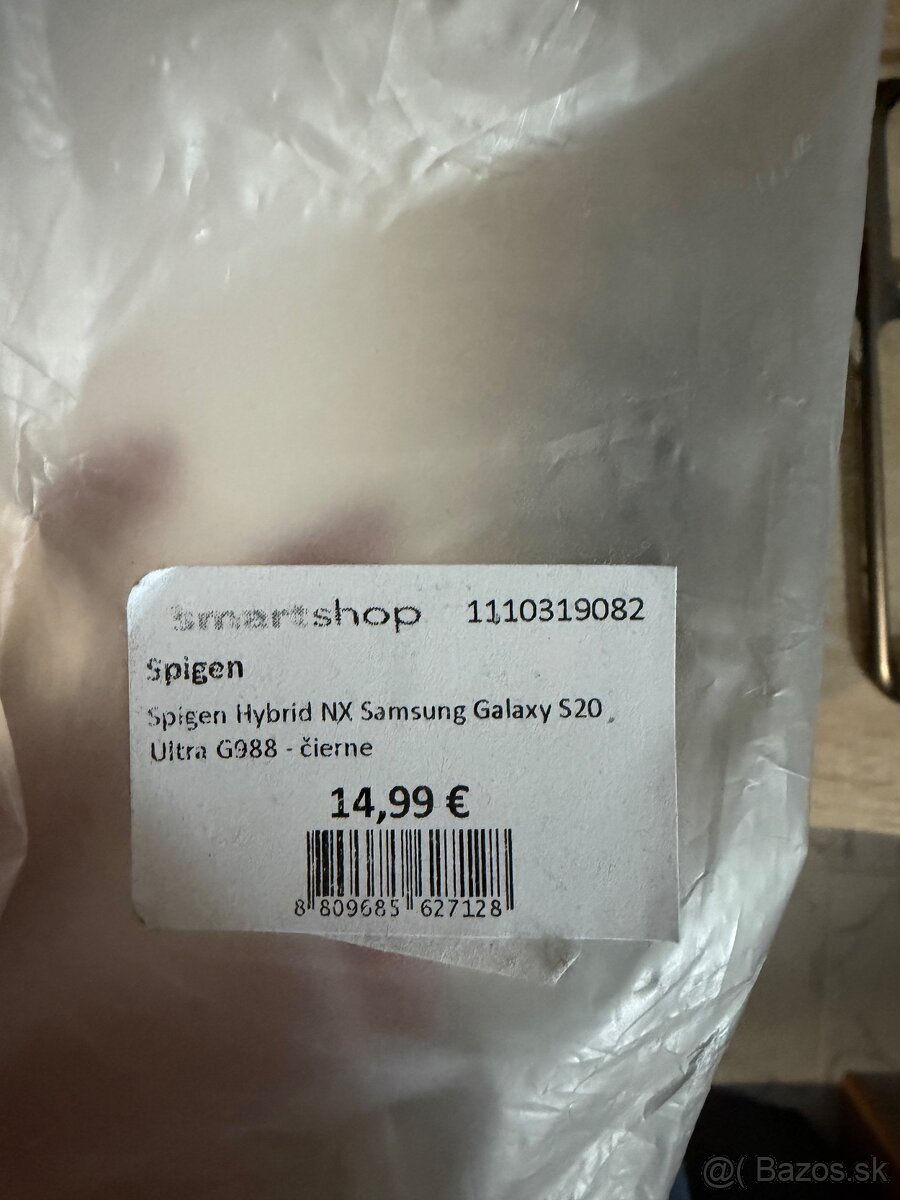 smartshop 1110319082
Spigen
Spigen Hybrid NX Samsung Galaxy S20
Ultra G988 - čierne
14,99 €
8 809685 627128
@( Bazos.sk